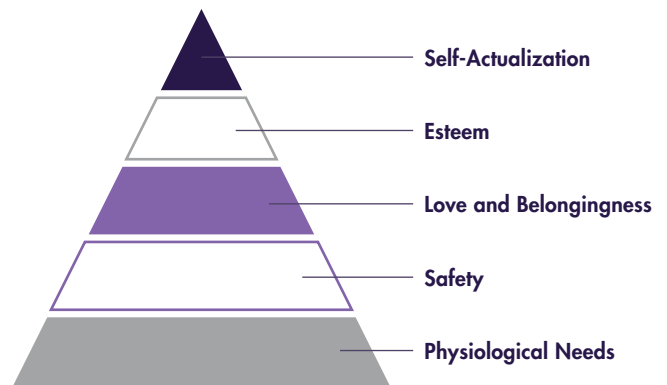 Self-Actualization
Esteem
Love and Belongingness
Safety
Physiological Needs